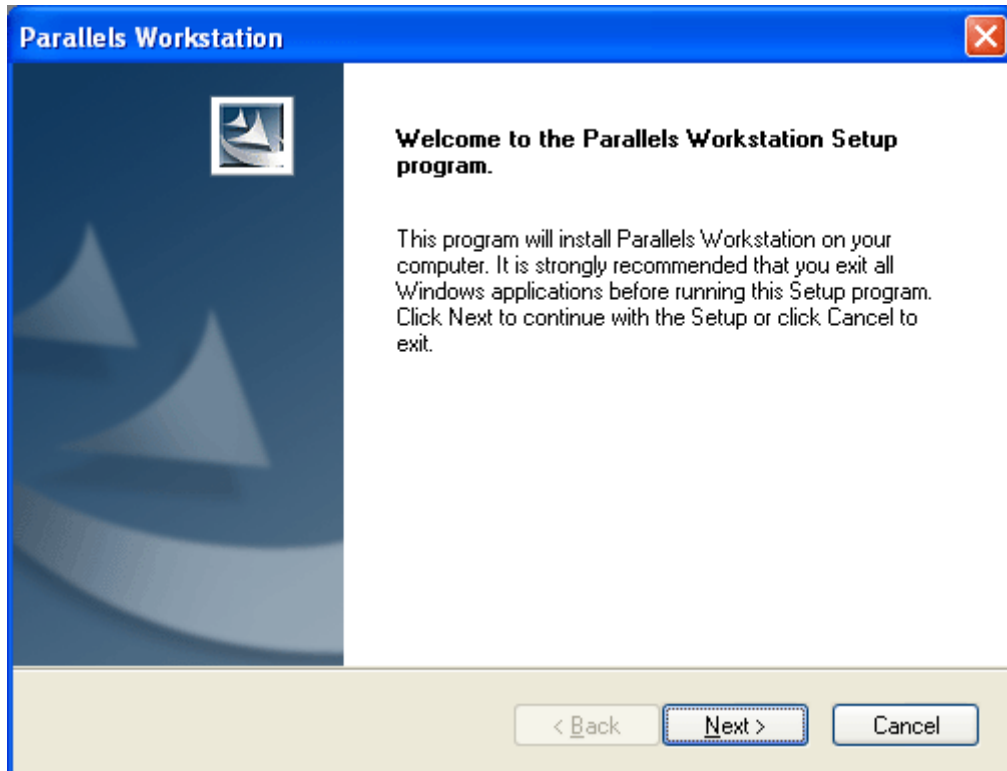 Parallels Workstation
Welcome to the Parallels Workstation Setup
program.
This program will install Parallels Workstation on your
computer. It is strongly recommended that you exit all
Windows applications before running this Setup program.
Click Next to continue with the Setup or click Cancel to
exit.
< Back Next > Cancel